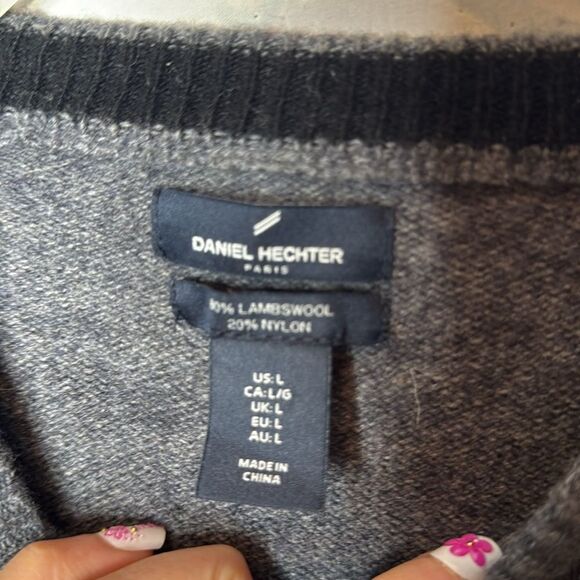 DANIEL HECHTER
PARIS
LAMBSWOOL
20% NYLON
US: L
CA: L/G
UK: L
EU: L
AU: L
MADE IN
CHINA